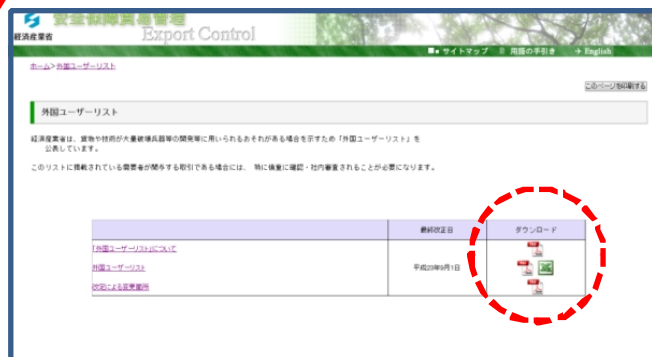 安全保障貿易管理
経済産業省
Export Control
サイトマップ 用語の手引き → English
ホーム>外国ユーザーリスト
このページを印刷する
外国ユーザーリスト
経済産業省は、貨物や技術が大量破壊兵器等の開発等に用いられるおそれがある場合を示すため「外国ユーザーリスト」を
公表しています。
このリストに掲載されている需要者が関与する取引である場合には、 特に慎重に確認・社内審査されることが必要になります。
最終改正日 ダウンロード
「外国ユーザーリスト」について
外国ユーザーリスト 平成23年9月1日
改定による変更箇所